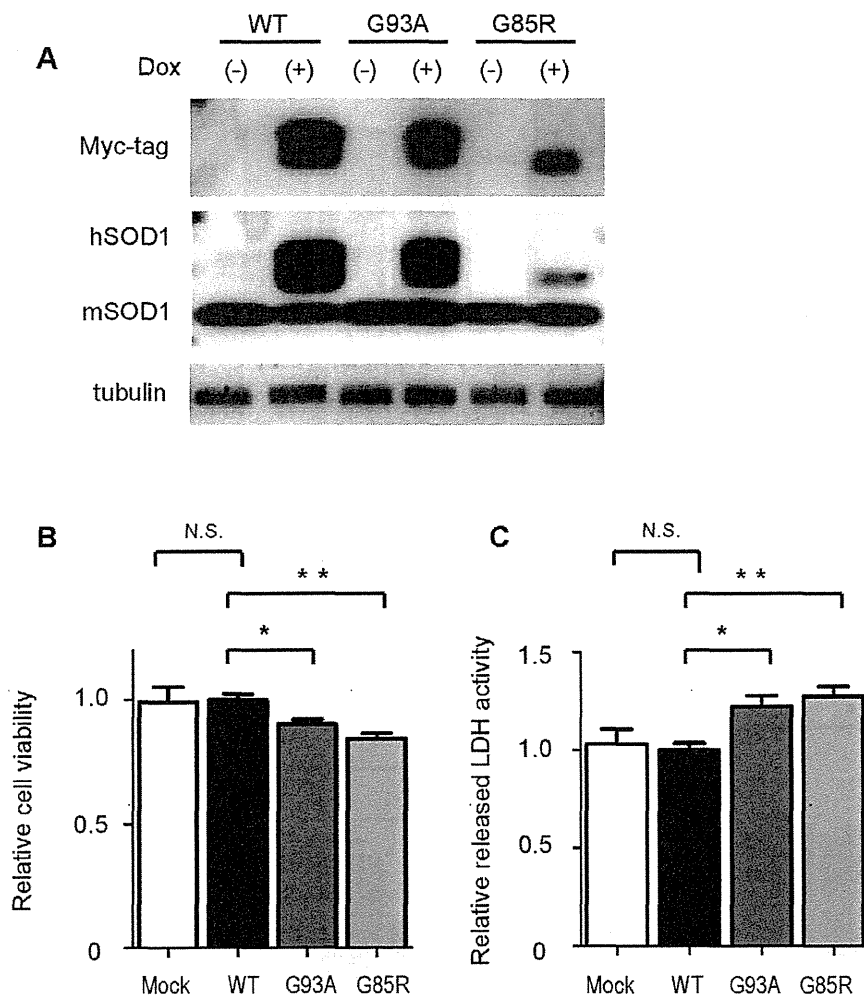 WT G93A G85R
A Dox (-) (+) (-) (+) (-) (+)
Myc-tag
hSOD1
mSOD1
tubulin
B
N.S.
* *
*
Relative cell viability
1.0
0.5
0
Mock WT G93A G85R
C
N.S.
* *
*
Relative released LDH activity
1.5
1.0
0.5
0
Mock WT G93A G85R